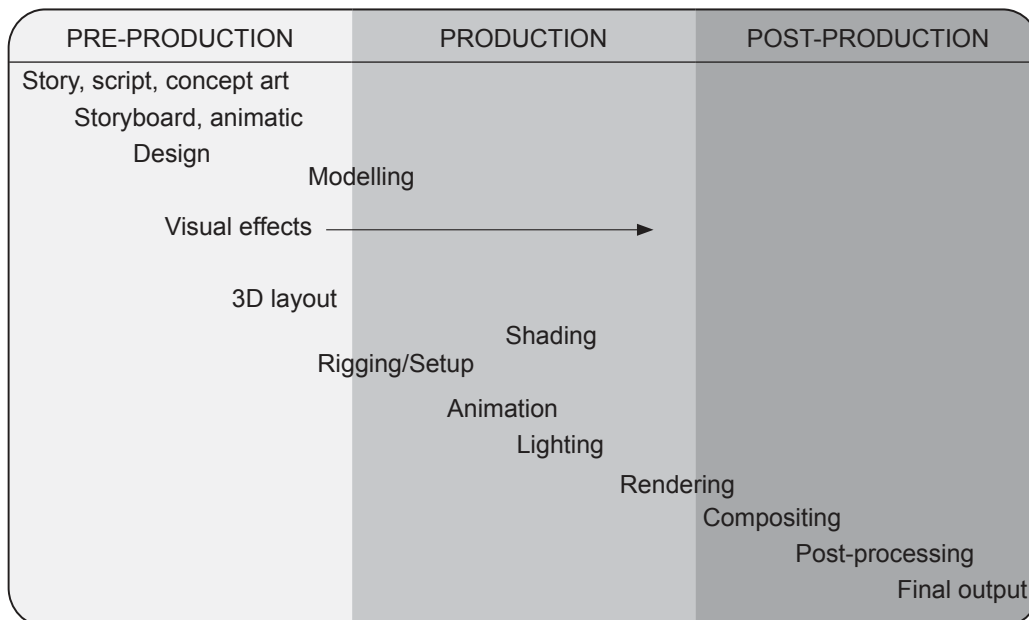 PRE-PRODUCTION PRODUCTION POST-PRODUCTION
Story, script, concept art
Storyboard, animatic
Design
Modelling
Visual effects
3D layout
Shading
Rigging/Setup
Animation
Lighting
Rendering
Compositing
Post-processing
Final output